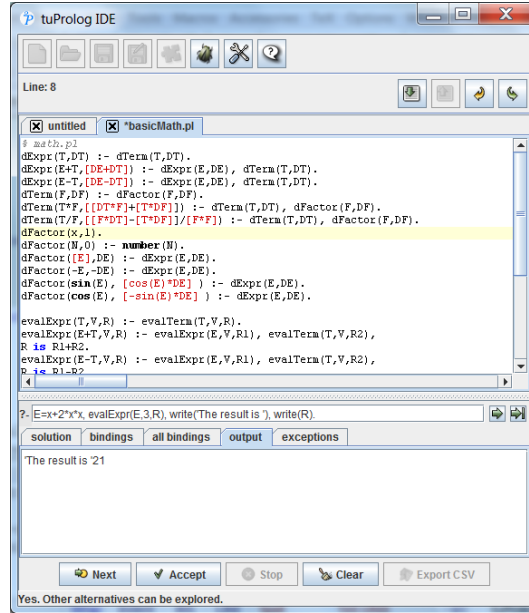 tuProlog IDE
Line: 8
untitled
*basicMath.pl
% math.pl
dExpr(T,DT) :- dTerm(T,DT).
dExpr(E+T,[DE+DT]) :- dExpr(E,DE), dTerm(T,DT).
dExpr(E-T,[DE-DT]) :- dExpr(E,DE), dTerm(T,DT).
dTerm(F,DF) :- dFactor(F,DF).
dTerm(T*F,[[DT*F]+[T*DF]]) :- dTerm(T,DT), dFactor(F,DF).
dTerm(T/F,[[F*DT]-[T*DF]]/[F*F]) :- dTerm(T,DT), dFactor(F,DF).
dFactor(x,1).
dFactor(N,0) :- number(N).
dFactor([E],DE) :- dExpr(E,DE).
dFactor(-E,-DE) :- dExpr(E,DE).
dFactor(sin(E), [cos(E)*DE] ) :- dExpr(E,DE).
dFactor(cos(E), [-sin(E)*DE] ) :- dExpr(E,DE).
evalExpr(T,V,R) :- evalTerm(T,V,R).
evalExpr(E+T,V,R) :- evalExpr(E,V,R1), evalTerm(T,V,R2),
R is R1+R2.
evalExpr(E-T,V,R) :- evalExpr(E,V,R1), evalTerm(T,V,R2),
R is R1-R2
?- E=x+2*x*x, evalExpr(E,3,R), write('The result is '), write(R).
solution
bindings
all bindings
output
exceptions
'The result is '21
Next
Accept
Stop
Clear
Export CSV
Yes. Other alternatives can be explored.